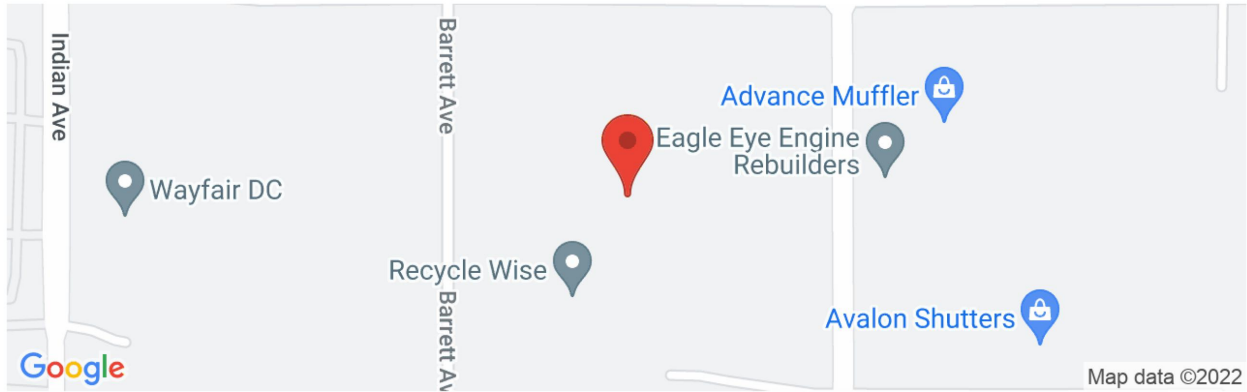 Indian Ave
Barrett Ave
Advance Muffler
Eagle Eye Engine
Rebuilders
Wayfair DC
Recycle Wise
Barrett Av
Avalon Shutters
Google
Map data ©2022